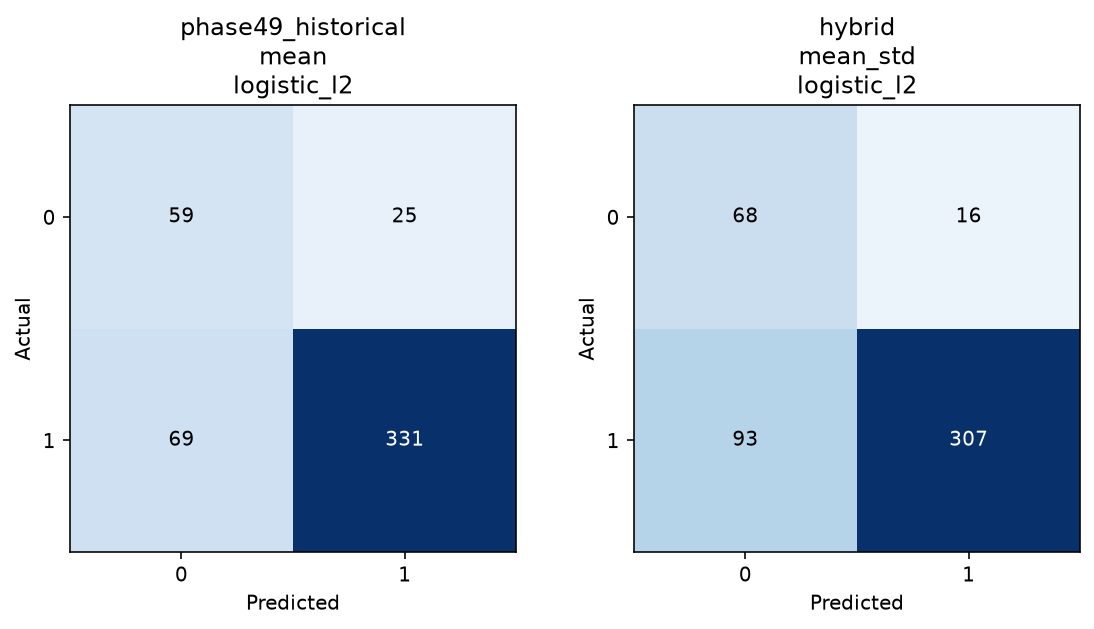 phase49_historical
mean
logistic_l2
0
59
25
Actual
1
69
331
0
1
Predicted
hybrid
mean_std
logistic_l2
0
68
16
Actual
1
93
307
0
1
Predicted